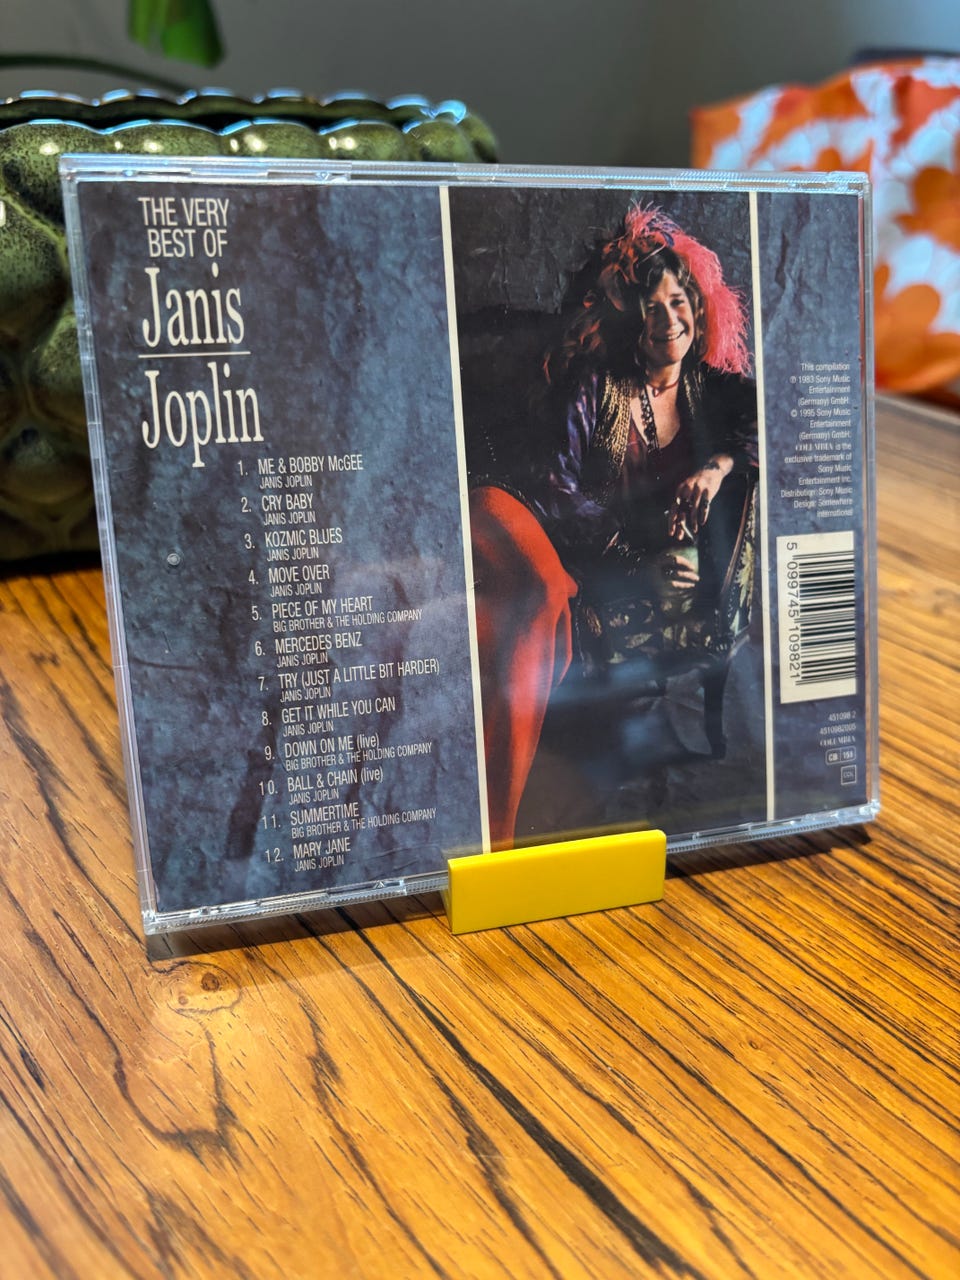 THE VERY
BEST OF
Janis
Joplin
1. ME & BOBBY McGEE
JANIS JOPLIN
2. CRY BABY
JANIS JOPLIN
3. KOZMIC BLUES
JANIS JOPLIN
4. MOVE OVER
JANIS JOPLIN
5. PIECE OF MY HEART
BIG BROTHER & THE HOLDING COMPANY
6. MERCEDES BENZ
JANIS JOPLIN
7. TRY (JUST A LITTLE BIT HARDER)
JANIS JOPLIN
8. GET IT WHILE YOU CAN
JANIS JOPLIN
9. DOWN ON ME (live)
BIG BROTHER & THE HOLDING COMPANY
10. BALL & CHAIN (live)
JANIS JOPLIN
11. SUMMERTIME
BIG BROTHER & THE HOLDING COMPANY
12. MARY JANE
JANIS JOPLIN
This compilation
℗ 1983 Sony Music
Entertainment
(Germany) GmbH.
© 1995 Sony Music
Entertainment
(Germany) GmbH.
COLUMBIA is the
exclusive trademark of
Sony Music
Entertainment Inc.
Distribution: Sony Music
Design: Somewhere
International
5 099745 109821
451098 2
4510982000
COLUMBIA